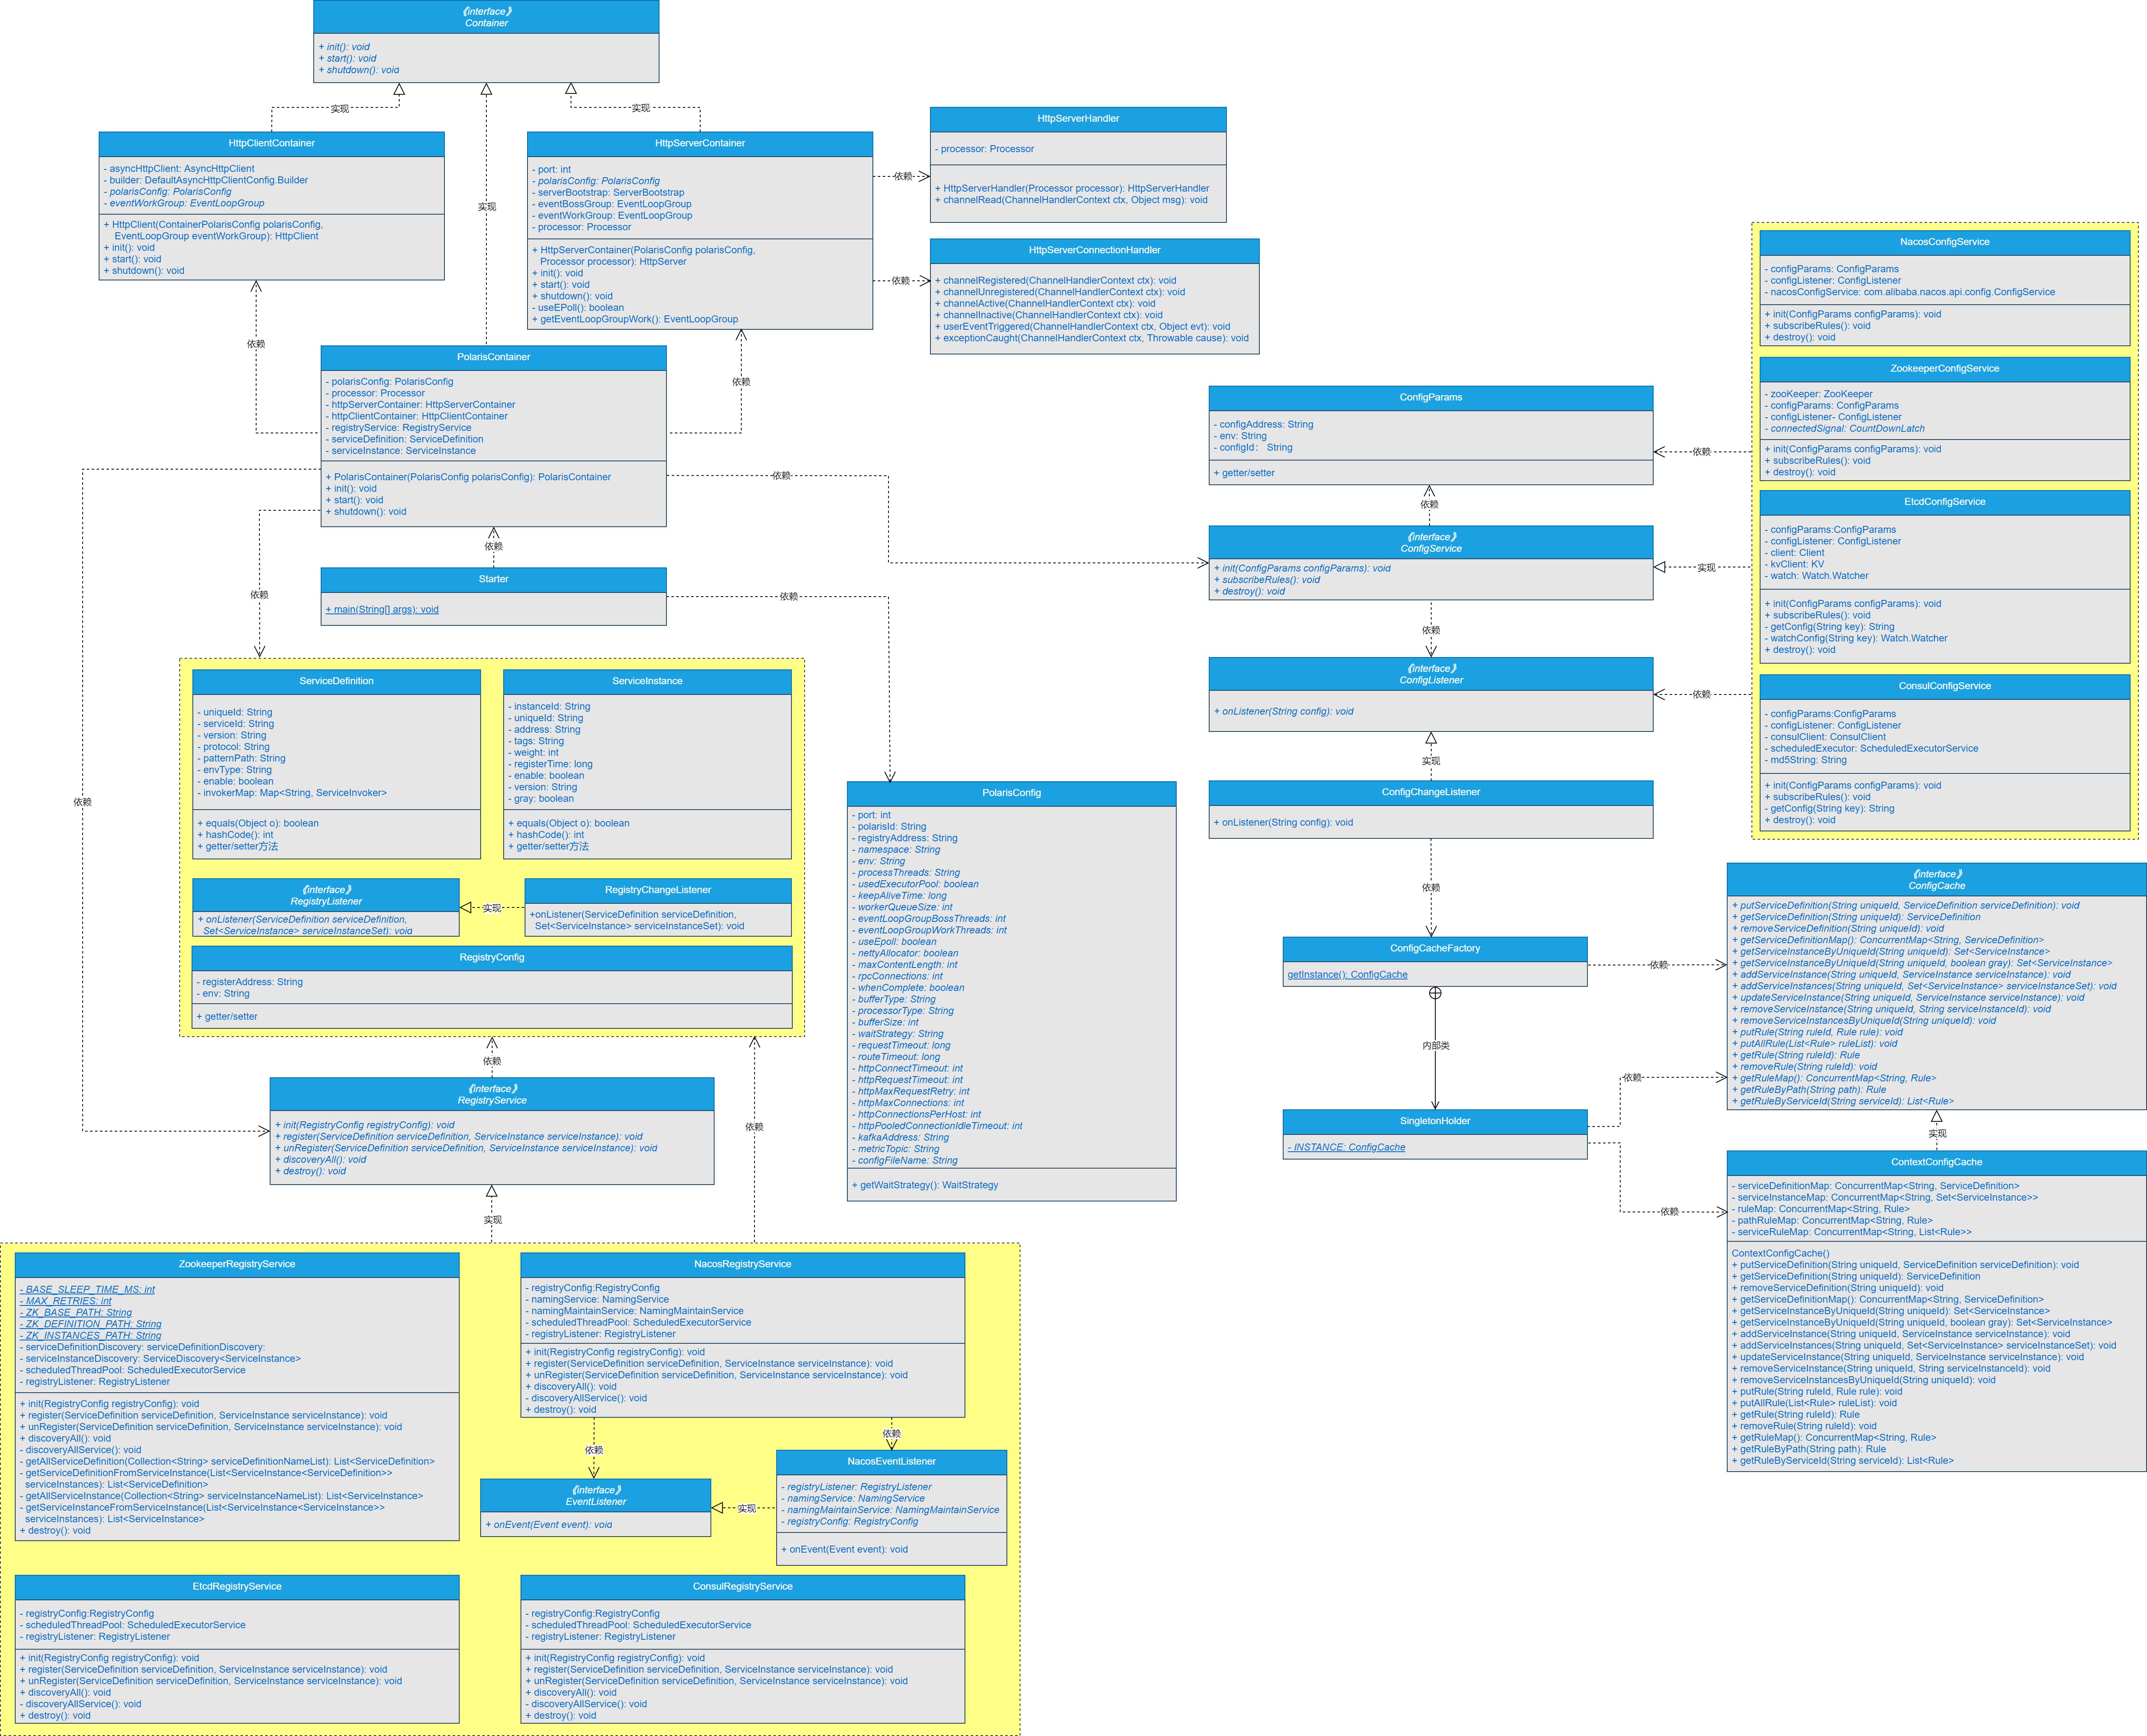 《interface》
Container
+ init(): void
+ start(): void
+ shutdown(): void
实现
实现
实现
HttpClientContainer
- asyncHttpClient: AsyncHttpClient
- builder: DefaultAsyncHttpClientConfig.Builder
- polarisConfig: PolarisConfig
- eventWorkGroup: EventLoopGroup
+ HttpClient(ContainerPolarisConfig polarisConfig,
EventLoopGroup eventWorkGroup): HttpClient
+ init(): void
+ start(): void
+ shutdown(): void
HttpServerContainer
- port: int
- polarisConfig: PolarisConfig
- serverBootstrap: ServerBootstrap
- eventBossGroup: EventLoopGroup
- eventWorkGroup: EventLoopGroup
- processor: Processor
+ HttpServerContainer(PolarisConfig polarisConfig,
Processor processor): HttpServer
+ init(): void
+ start(): void
+ shutdown(): void
- useEPoll(): boolean
+ getEventLoopGroupWork(): EventLoopGroup
依赖
依赖
HttpServerHandler
- processor: Processor
+ HttpServerHandler(Processor processor): HttpServerHandler
+ channelRead(ChannelHandlerContext ctx, Object msg): void
HttpServerConnectionHandler
+ channelRegistered(ChannelHandlerContext ctx): void
+ channelUnregistered(ChannelHandlerContext ctx): void
+ channelActive(ChannelHandlerContext ctx): void
+ channelInactive(ChannelHandlerContext ctx): void
+ userEventTriggered(ChannelHandlerContext ctx, Object evt): void
+ exceptionCaught(ChannelHandlerContext ctx, Throwable cause): void
依赖
依赖
PolarisContainer
- polarisConfig: PolarisConfig
- processor: Processor
- httpServerContainer: HttpServerContainer
- httpClientContainer: HttpClientContainer
- registryService: RegistryService
- serviceDefinition: ServiceDefinition
- serviceInstance: ServiceInstance
+ PolarisContainer(PolarisConfig polarisConfig): PolarisContainer
+ init(): void
+ start(): void
+ shutdown(): void
依赖
依赖
Starter
+ main(String[] args): void
依赖
依赖
依赖
ServiceDefinition
- uniqueId: String
- serviceId: String
- version: String
- protocol: String
- patternPath: String
- envType: String
- enable: boolean
- invokerMap: Map<String, ServiceInvoker>
+ equals(Object o): boolean
+ hashCode(): int
+ getter/setter方法
ServiceInstance
- instanceId: String
- uniqueId: String
- address: String
- tags: String
- weight: int
- registerTime: long
- enable: boolean
- version: String
- gray: boolean
+ equals(Object o): boolean
+ hashCode(): int
+ getter/setter方法
《interface》
RegistryListener
+ onListener(ServiceDefinition serviceDefinition,
Set<ServiceInstance> serviceInstanceSet): void
实现
RegistryChangeListener
+onListener(ServiceDefinition serviceDefinition,
Set<ServiceInstance> serviceInstanceSet): void
RegistryConfig
- registerAddress: String
- env: String
+ getter/setter
依赖
依赖
《interface》
RegistryService
+ init(RegistryConfig registryConfig): void
+ register(ServiceDefinition serviceDefinition, ServiceInstance serviceInstance): void
+ unRegister(ServiceDefinition serviceDefinition, ServiceInstance serviceInstance): void
+ discoveryAll(): void
+ destroy(): void
实现
ZookeeperRegistryService
- BASE_SLEEP_TIME_MS: int
- MAX_RETRIES: int
- ZK_BASE_PATH: String
- ZK_DEFINITION_PATH: String
- ZK_INSTANCES_PATH: String
- serviceDefinitionDiscovery: serviceDefinitionDiscovery:
- serviceInstanceDiscovery: ServiceDiscovery<ServiceInstance>
- scheduledThreadPool: ScheduledExecutorService
- registryListener: RegistryListener
+ init(RegistryConfig registryConfig): void
+ register(ServiceDefinition serviceDefinition, ServiceInstance serviceInstance): void
+ unRegister(ServiceDefinition serviceDefinition, ServiceInstance serviceInstance): void
+ discoveryAll(): void
- discoveryAllService(): void
- getAllServiceDefinition(Collection<String> serviceDefinitionNameList): List<ServiceDefinition>
- getServiceDefinitionFromServiceInstance(List<ServiceInstance<ServiceDefinition>>
serviceInstances): List<ServiceDefinition>
- getAllServiceInstance(Collection<String> serviceInstanceNameList): List<ServiceInstance>
- getServiceInstanceFromServiceInstance(List<ServiceInstance<ServiceInstance>>
serviceInstances): List<ServiceInstance>
+ destroy(): void
NacosRegistryService
- registryConfig:RegistryConfig
- namingService: NamingService
- namingMaintainService: NamingMaintainService
- scheduledThreadPool: ScheduledExecutorService
- registryListener: RegistryListener
+ init(RegistryConfig registryConfig): void
+ register(ServiceDefinition serviceDefinition, ServiceInstance serviceInstance): void
+ unRegister(ServiceDefinition serviceDefinition, ServiceInstance serviceInstance): void
+ discoveryAll(): void
- discoveryAllService(): void
+ destroy(): void
依赖
依赖
《interface》
EventListener
+ onEvent(Event event): void
实现
NacosEventListener
- registryListener: RegistryListener
- namingService: NamingService
- namingMaintainService: NamingMaintainService
- registryConfig: RegistryConfig
+ onEvent(Event event): void
EtcdRegistryService
- registryConfig:RegistryConfig
- scheduledThreadPool: ScheduledExecutorService
- registryListener: RegistryListener
+ init(RegistryConfig registryConfig): void
+ register(ServiceDefinition serviceDefinition, ServiceInstance serviceInstance): void
+ unRegister(ServiceDefinition serviceDefinition, ServiceInstance serviceInstance): void
+ discoveryAll(): void
- discoveryAllService(): void
+ destroy(): void
ConsulRegistryService
- registryConfig:RegistryConfig
- scheduledThreadPool: ScheduledExecutorService
- registryListener: RegistryListener
+ init(RegistryConfig registryConfig): void
+ register(ServiceDefinition serviceDefinition, ServiceInstance serviceInstance): void
+ unRegister(ServiceDefinition serviceDefinition, ServiceInstance serviceInstance): void
+ discoveryAll(): void
- discoveryAllService(): void
+ destroy(): void
PolarisConfig
- port: int
- polarisId: String
- registryAddress: String
- namespace: String
- env: String
- processThreads: String
- usedExecutorPool: boolean
- keepAliveTime: long
- workerQueueSize: int
- eventLoopGroupBossThreads: int
- eventLoopGroupWorkThreads: int
- useEpoll: boolean
- nettyAllocator: boolean
- maxContentLength: int
- rpcConnections: int
- whenComplete: boolean
- bufferType: String
- processorType: String
- bufferSize: int
- waitStrategy: String
- requestTimeout: long
- routeTimeout: long
- httpConnectTimeout: int
- httpRequestTimeout: int
- httpMaxRequestRetry: int
- httpMaxConnections: int
- httpConnectionsPerHost: int
- httpPooledConnectionIdleTimeout: int
- kafkaAddress: String
- metricTopic: String
- configFileName: String
+ getWaitStrategy(): WaitStrategy
ConfigParams
- configAddress: String
- env: String
- configId： String
+ getter/setter
依赖
依赖
《interface》
ConfigService
+ init(ConfigParams configParams): void
+ subscribeRules(): void
+ destroy(): void
实现
依赖
《interface》
ConfigListener
+ onListener(String config): void
依赖
实现
ConfigChangeListener
+ onListener(String config): void
依赖
NacosConfigService
- configParams: ConfigParams
- configListener: ConfigListener
- nacosConfigService: com.alibaba.nacos.api.config.ConfigService
+ init(ConfigParams configParams): void
+ subscribeRules(): void
+ destroy(): void
ZookeeperConfigService
- zooKeeper: ZooKeeper
- configParams: ConfigParams
- configListener- ConfigListener
- connectedSignal: CountDownLatch
+ init(ConfigParams configParams): void
+ subscribeRules(): void
+ destroy(): void
EtcdConfigService
- configParams:ConfigParams
- configListener: ConfigListener
- client: Client
- kvClient: KV
- watch: Watch.Watcher
+ init(ConfigParams configParams): void
+ subscribeRules(): void
- getConfig(String key): String
- watchConfig(String key): Watch.Watcher
+ destroy(): void
ConsulConfigService
- configParams:ConfigParams
- configListener: ConfigListener
- consulClient: ConsulClient
- scheduledExecutor: ScheduledExecutorService
- md5String: String
+ init(ConfigParams configParams): void
+ subscribeRules(): void
- getConfig(String key): String
+ destroy(): void
ConfigCacheFactory
getInstance(): ConfigCache
依赖
内部类
SingletonHolder
- INSTANCE: ConfigCache
依赖
依赖
《interface》
ConfigCache
+ putServiceDefinition(String uniqueId, ServiceDefinition serviceDefinition): void
+ getServiceDefinition(String uniqueId): ServiceDefinition
+ removeServiceDefinition(String uniqueId): void
+ getServiceDefinitionMap(): ConcurrentMap<String, ServiceDefinition>
+ getServiceInstanceByUniqueId(String uniqueId): Set<ServiceInstance>
+ getServiceInstanceByUniqueId(String uniqueId, boolean gray): Set<ServiceInstance>
+ addServiceInstance(String uniqueId, ServiceInstance serviceInstance): void
+ addServiceInstances(String uniqueId, Set<ServiceInstance> serviceInstanceSet): void
+ updateServiceInstance(String uniqueId, ServiceInstance serviceInstance): void
+ removeServiceInstance(String uniqueId, String serviceInstanceId): void
+ removeServiceInstancesByUniqueId(String uniqueId): void
+ putRule(String ruleId, Rule rule): void
+ putAllRule(List<Rule> ruleList): void
+ getRule(String ruleId): Rule
+ removeRule(String ruleId): void
+ getRuleMap(): ConcurrentMap<String, Rule>
+ getRuleByPath(String path): Rule
+ getRuleByServiceId(String serviceId): List<Rule>
实现
ContextConfigCache
- serviceDefinitionMap: ConcurrentMap<String, ServiceDefinition>
- serviceInstanceMap: ConcurrentMap<String, Set<ServiceInstance>>
- ruleMap: ConcurrentMap<String, Rule>
- pathRuleMap: ConcurrentMap<String, Rule>
- serviceRuleMap: ConcurrentMap<String, List<Rule>>
ContextConfigCache()
+ putServiceDefinition(String uniqueId, ServiceDefinition serviceDefinition): void
+ getServiceDefinition(String uniqueId): ServiceDefinition
+ removeServiceDefinition(String uniqueId): void
+ getServiceDefinitionMap(): ConcurrentMap<String, ServiceDefinition>
+ getServiceInstanceByUniqueId(String uniqueId): Set<ServiceInstance>
+ getServiceInstanceByUniqueId(String uniqueId, boolean gray): Set<ServiceInstance>
+ addServiceInstance(String uniqueId, ServiceInstance serviceInstance): void
+ addServiceInstances(String uniqueId, Set<ServiceInstance> serviceInstanceSet): void
+ updateServiceInstance(String uniqueId, ServiceInstance serviceInstance): void
+ removeServiceInstance(String uniqueId, String serviceInstanceId): void
+ removeServiceInstancesByUniqueId(String uniqueId): void
+ putRule(String ruleId, Rule rule): void
+ putAllRule(List<Rule> ruleList): void
+ getRule(String ruleId): Rule
+ removeRule(String ruleId): void
+ getRuleMap(): ConcurrentMap<String, Rule>
+ getRuleByPath(String path): Rule
+ getRuleByServiceId(String serviceId): List<Rule>